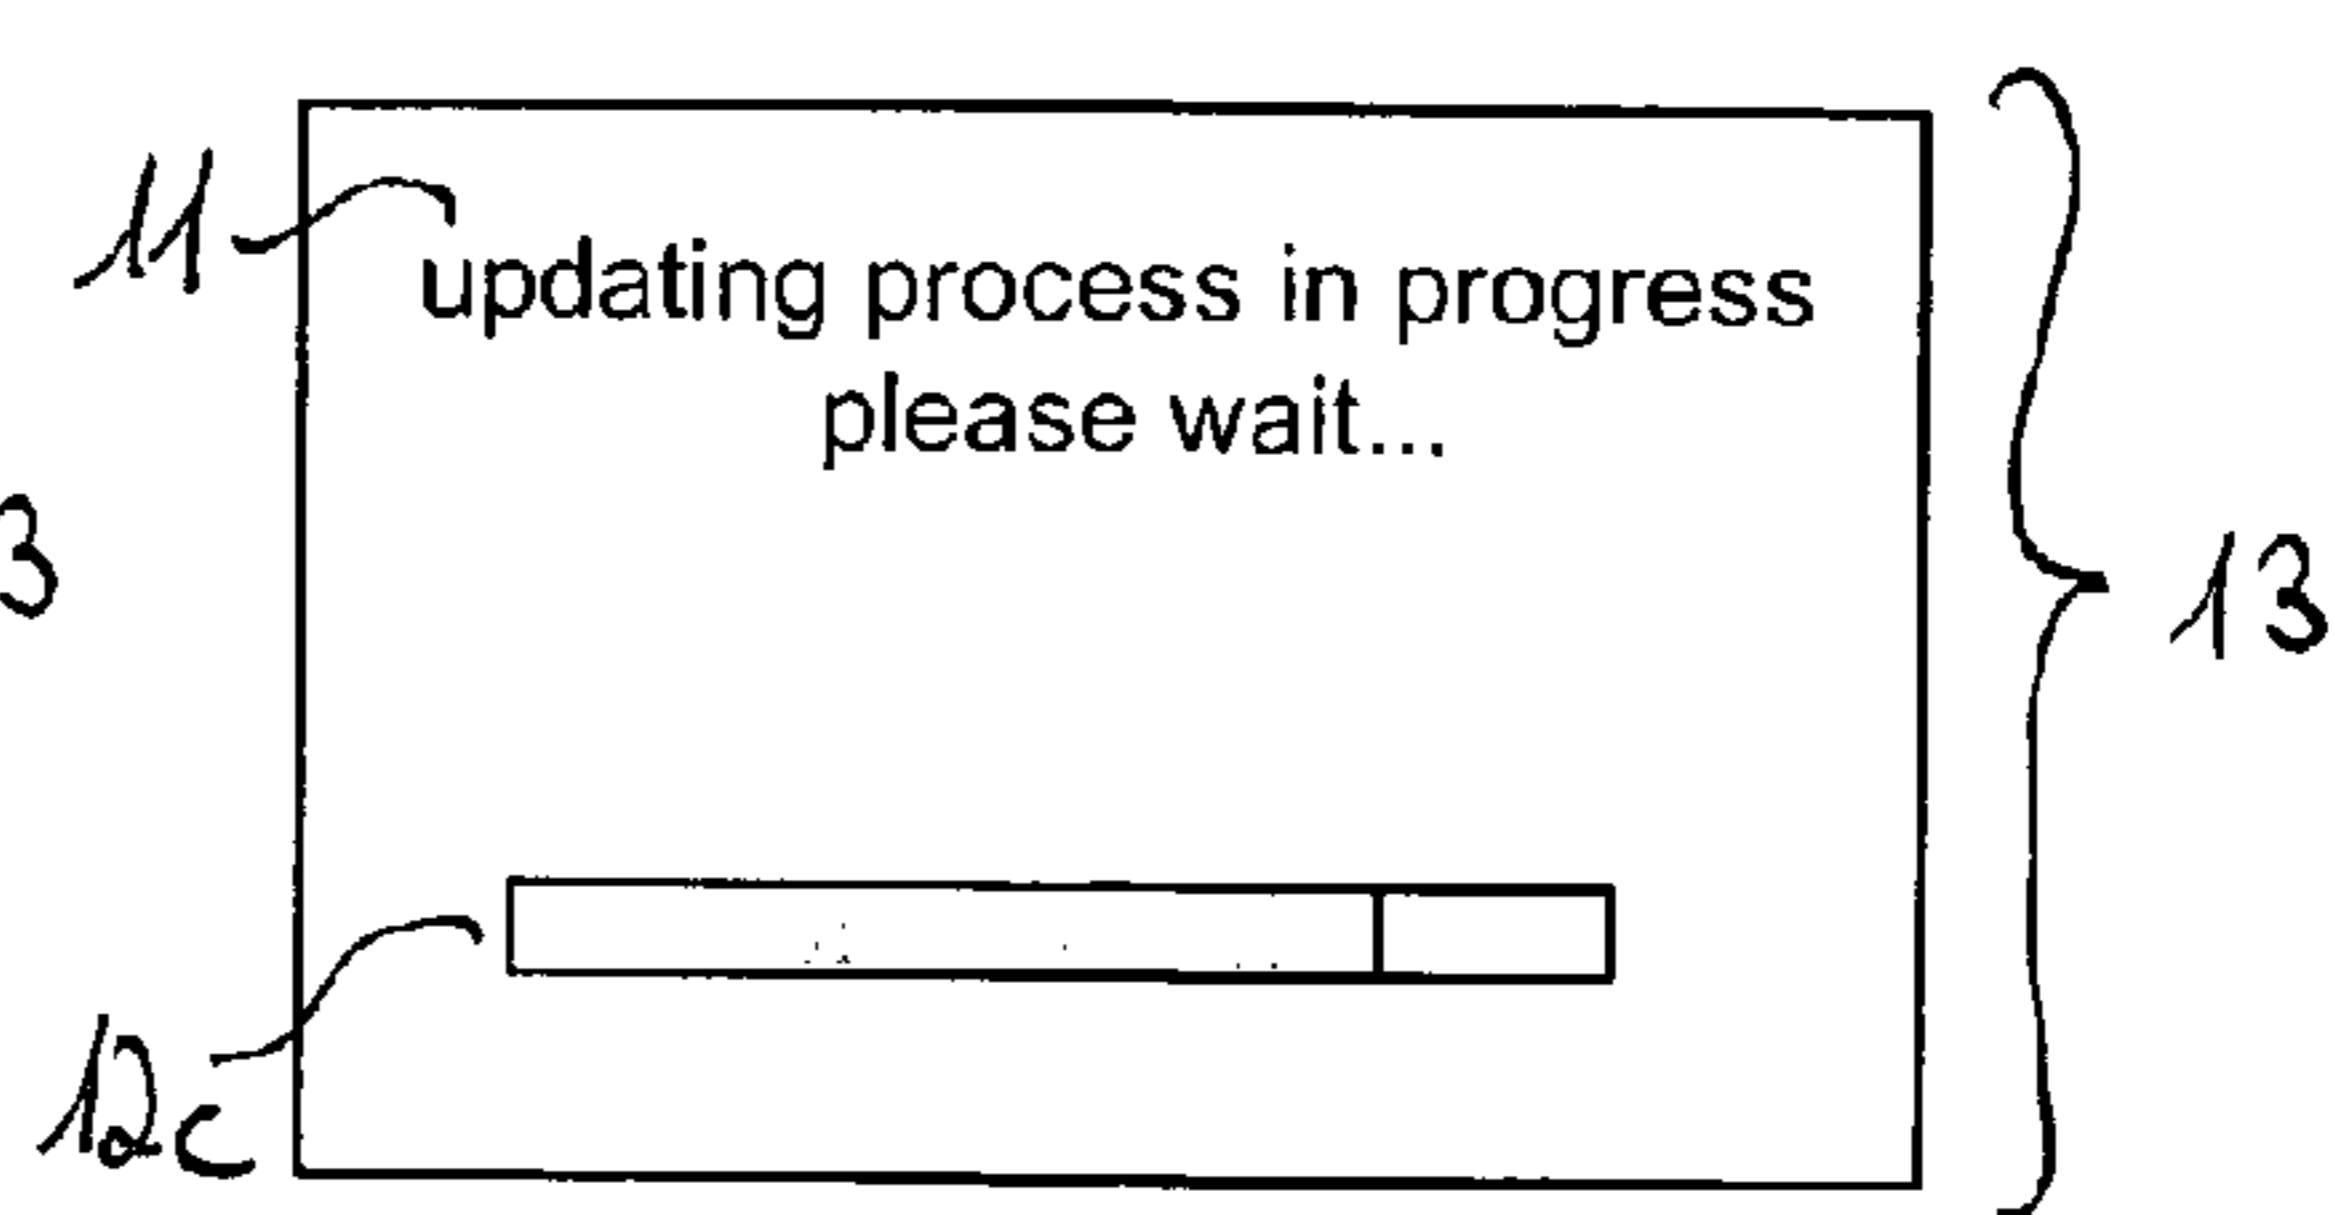 11
updating process in progress
please wait...
3
13
12c